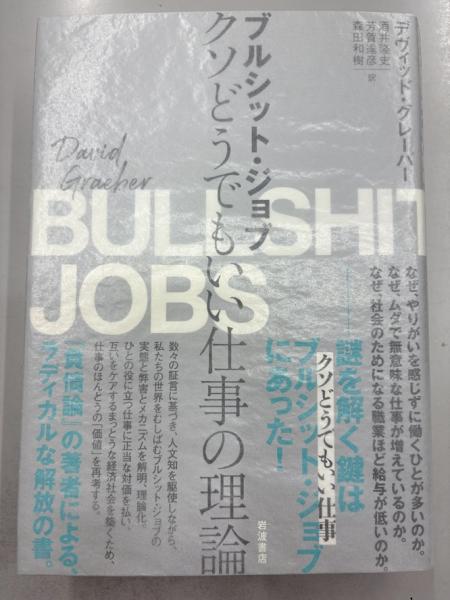 デヴィッド・グレーバー
酒井隆史
芳賀達彦
森田和樹
訳
ブルシット・ジョブ
クソどうでもいい仕事の理論
David
Graeber
BULLSHIT
JOBS
岩波書店
なぜ、やりがいを感じずに働くひとが多いのか。
なぜ、ムダで無意味な仕事が増えているのか。
なぜ、社会のためになる職業ほど給与が低いのか。
謎を解く鍵は
クソどうでもいい仕事
ブルシット・ジョブ
にあった!
数々の証言に基づき、人文知を駆使しながら、
私たちの世界をむしばむブルシット・ジョブの
実態と弊害とメカニズムを解明、理論化。
ひとの役に立つ仕事に正当な対価を払い、
互いをケアするまっとうな経済社会を築くため、
仕事のほんとうの「価値」を再考する。
『負債論』の著者による、
ラディカルな解放の書。